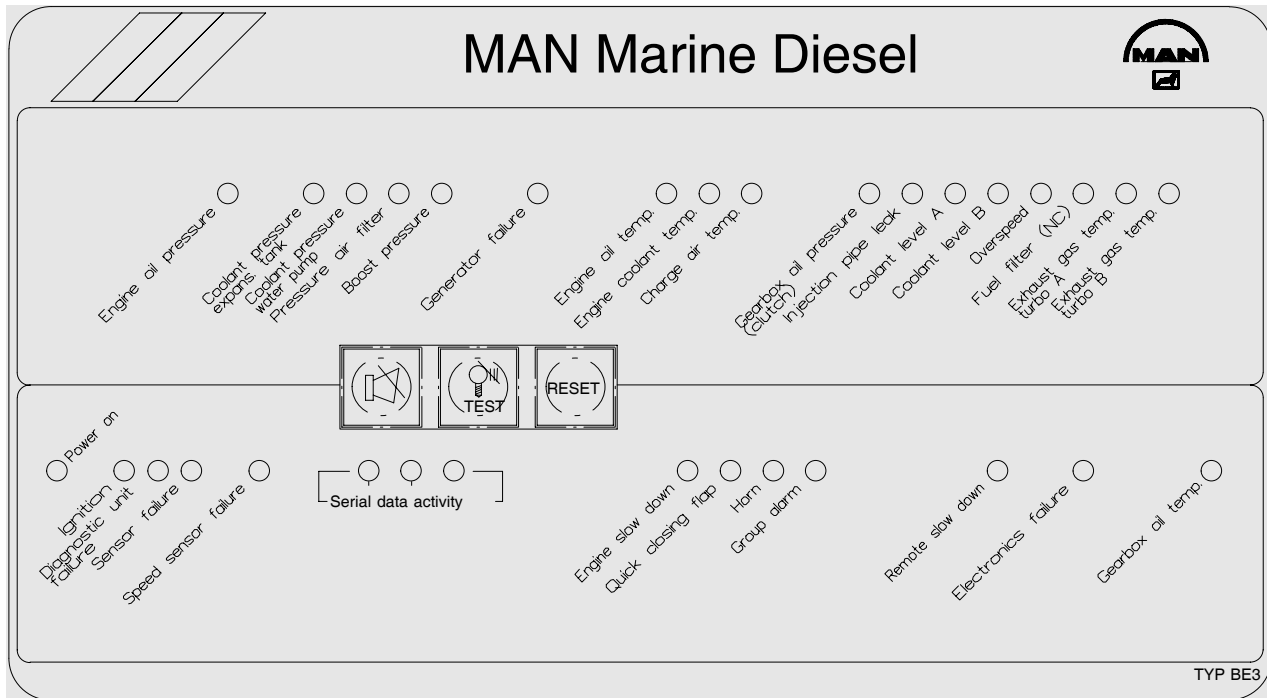 MAN Marine Diesel
MAN
Engine oil pressure
Coolant pressure
expans. tank
Coolant pressure
water pump
Pressure air filter
Boost pressure
Generator failure
Engine oil temp.
Engine coolant temp.
Charge air temp.
Gearbox oil pressure
(clutch)
Injection pipe leak
Coolant level A
Coolant level B
Overspeed
Fuel filter (NC)
Exhaust gas temp.
turbo A
Exhaust gas temp.
turbo B
TEST
RESET
Power on
Ignition
Diagnostic unit
failure
Sensor failure
Speed sensor failure
Serial data activity
Engine slow down
Quick closing flap
Horn
Group alarm
Remote slow down
Electronics failure
Gearbox oil temp.
TYP BE3